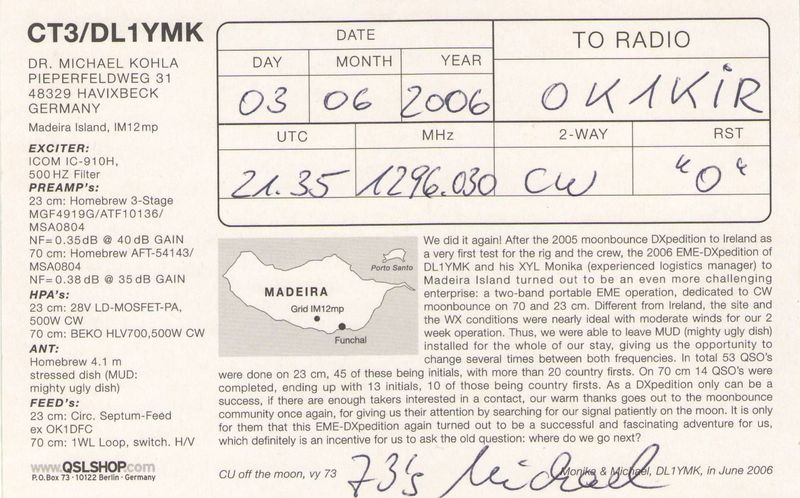 CT3/DL1YMK
DR. MICHAEL KOHLA
PIEPERFELDWEG 31
48329 HAVIXBECK
GERMANY
Madeira Island, IM12mp
EXCITER:
ICOM IC-910H,
500 HZ Filter
PREAMP's:
23 cm: Homebrew 3-Stage
MGF4919G/ATF10136/
MSA0804
NF= 0.35dB @ 40 dB GAIN
70 cm: Homebrew AFT-54143/
MSA0804
NF= 0.38 dB @ 35 dB GAIN
HPA's:
23 cm: 28V LD-MOSFET-PA,
500W CW
70 cm: BEKO HLV700,500W CW
ANT:
Homebrew 4.1 m
stressed dish (MUD:
mighty ugly dish)
FEED's:
23 cm: Circ. Septum-Feed
ex OK1DFC
70 cm: 1WL Loop, switch. H/V
www.QSLSHOP.com
P.O.Box 73 · 10122 Berlin · Germany
DATE
TO RADIO
DAY MONTH YEAR
03 06 2006
OK1KIR
UTC MHz 2-WAY RST
21.35 1296.030 CW "O"
MADEIRA
Porto Santo
Grid IM12mp
Funchal
We did it again! After the 2005 moonbounce DXpedition to Ireland as
a very first test for the rig and the crew, the 2006 EME-DXpedition of
DL1YMK and his XYL Monika (experienced logistics manager) to
Madeira Island turned out to be an even more challenging
enterprise: a two-band portable EME operation, dedicated to CW
moonbounce on 70 and 23 cm. Different from Ireland, the site and
the WX conditions were nearly ideal with moderate winds for our 2
week operation. Thus, we were able to leave MUD (mighty ugly dish)
installed for the whole of our stay, giving us the opportunity to
change several times between both frequencies. In total 53 QSO's
were done on 23 cm, 45 of these being initials, with more than 20 country firsts. On 70 cm 14 QSO's were
completed, ending up with 13 initials, 10 of those being country firsts. As a DXpedition only can be a
success, if there are enough takers interested in a contact, our warm thanks goes out to the moonbounce
community once again, for giving us their attention by searching for our signal patiently on the moon. It is only
for them that this EME-DXpedition again turned out to be a successful and fascinating adventure for us,
which definitely is an incentive for us to ask the old question: where do we go next?
CU off the moon, vy 73
73's Michael
Monika & Michael, DL1YMK, in June 2006